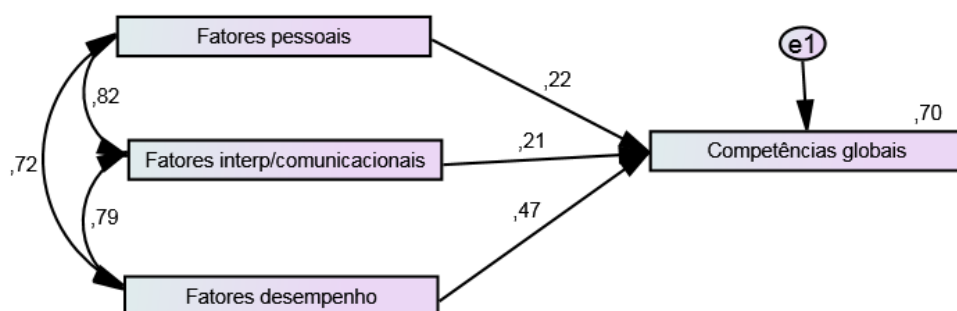 Fatores pessoais
e1
,22
,70
,82
Fatores interp/comunicacionais
,21
Competências globais
,72
,47
,79
Fatores desempenho